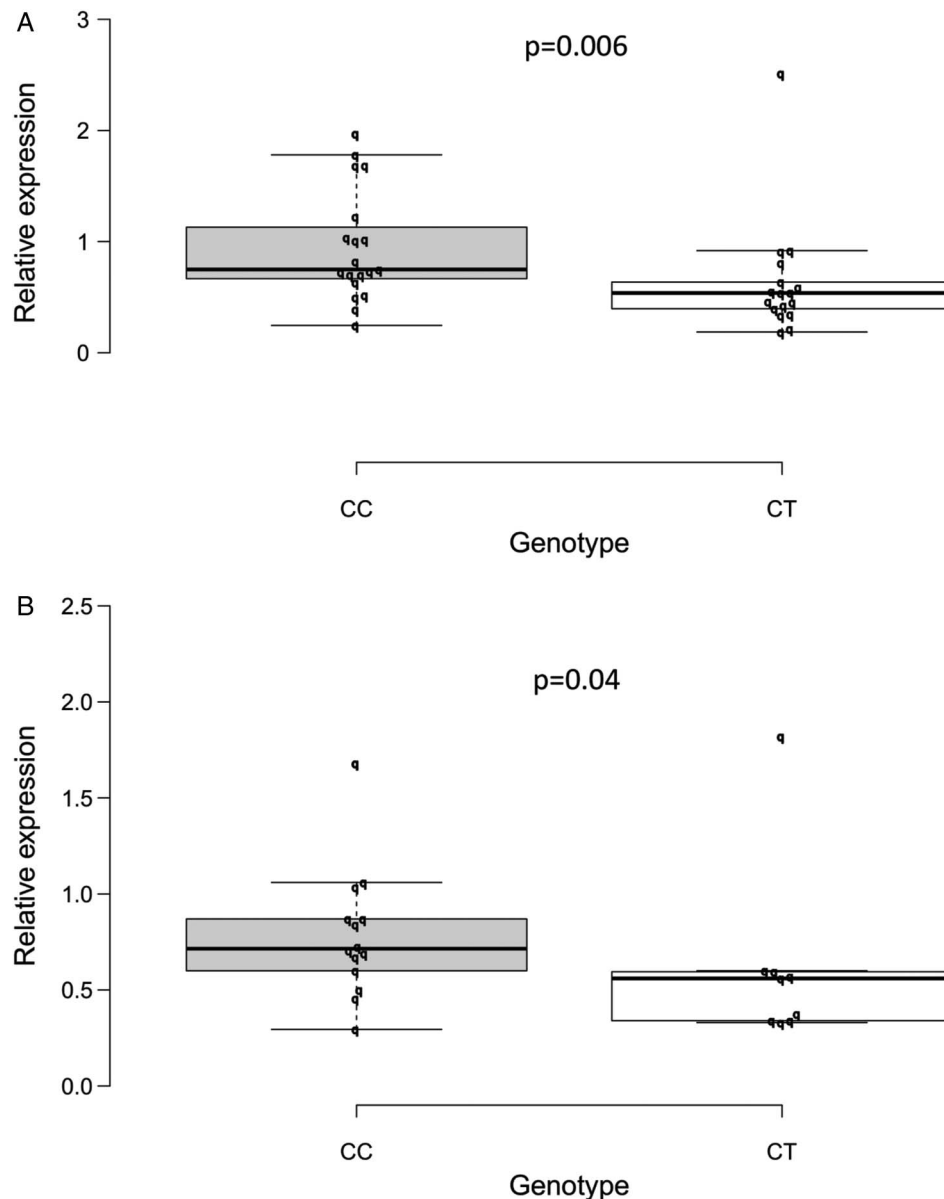 A
3
p=0.006
2
Relative expression
1
0
CC
CT
Genotype
B
2.5
p=0.04
2.0
1.5
Relative expression
1.0
0.5
0.0
CC
CT
Genotype